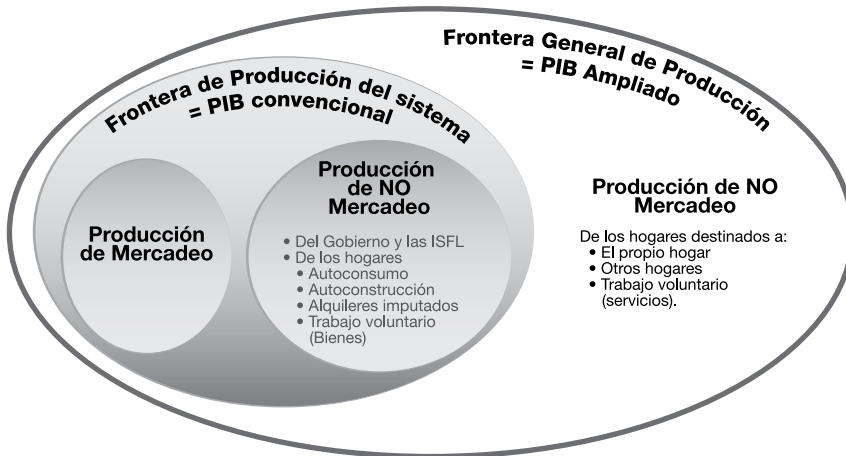 Frontera General de Producción
= PIB Ampliado
Frontera de Producción del sistema
= PIB convencional
Producción
de Mercadeo
Producción
de NO
Mercadeo
• Del Gobierno y las ISFL
• De los hogares
• Autoconsumo
• Autoconstrucción
• Alquileres imputados
• Trabajo voluntario
(Bienes)
Producción de NO
Mercadeo
De los hogares destinados a:
• El propio hogar
• Otros hogares
• Trabajo voluntario
(servicios).